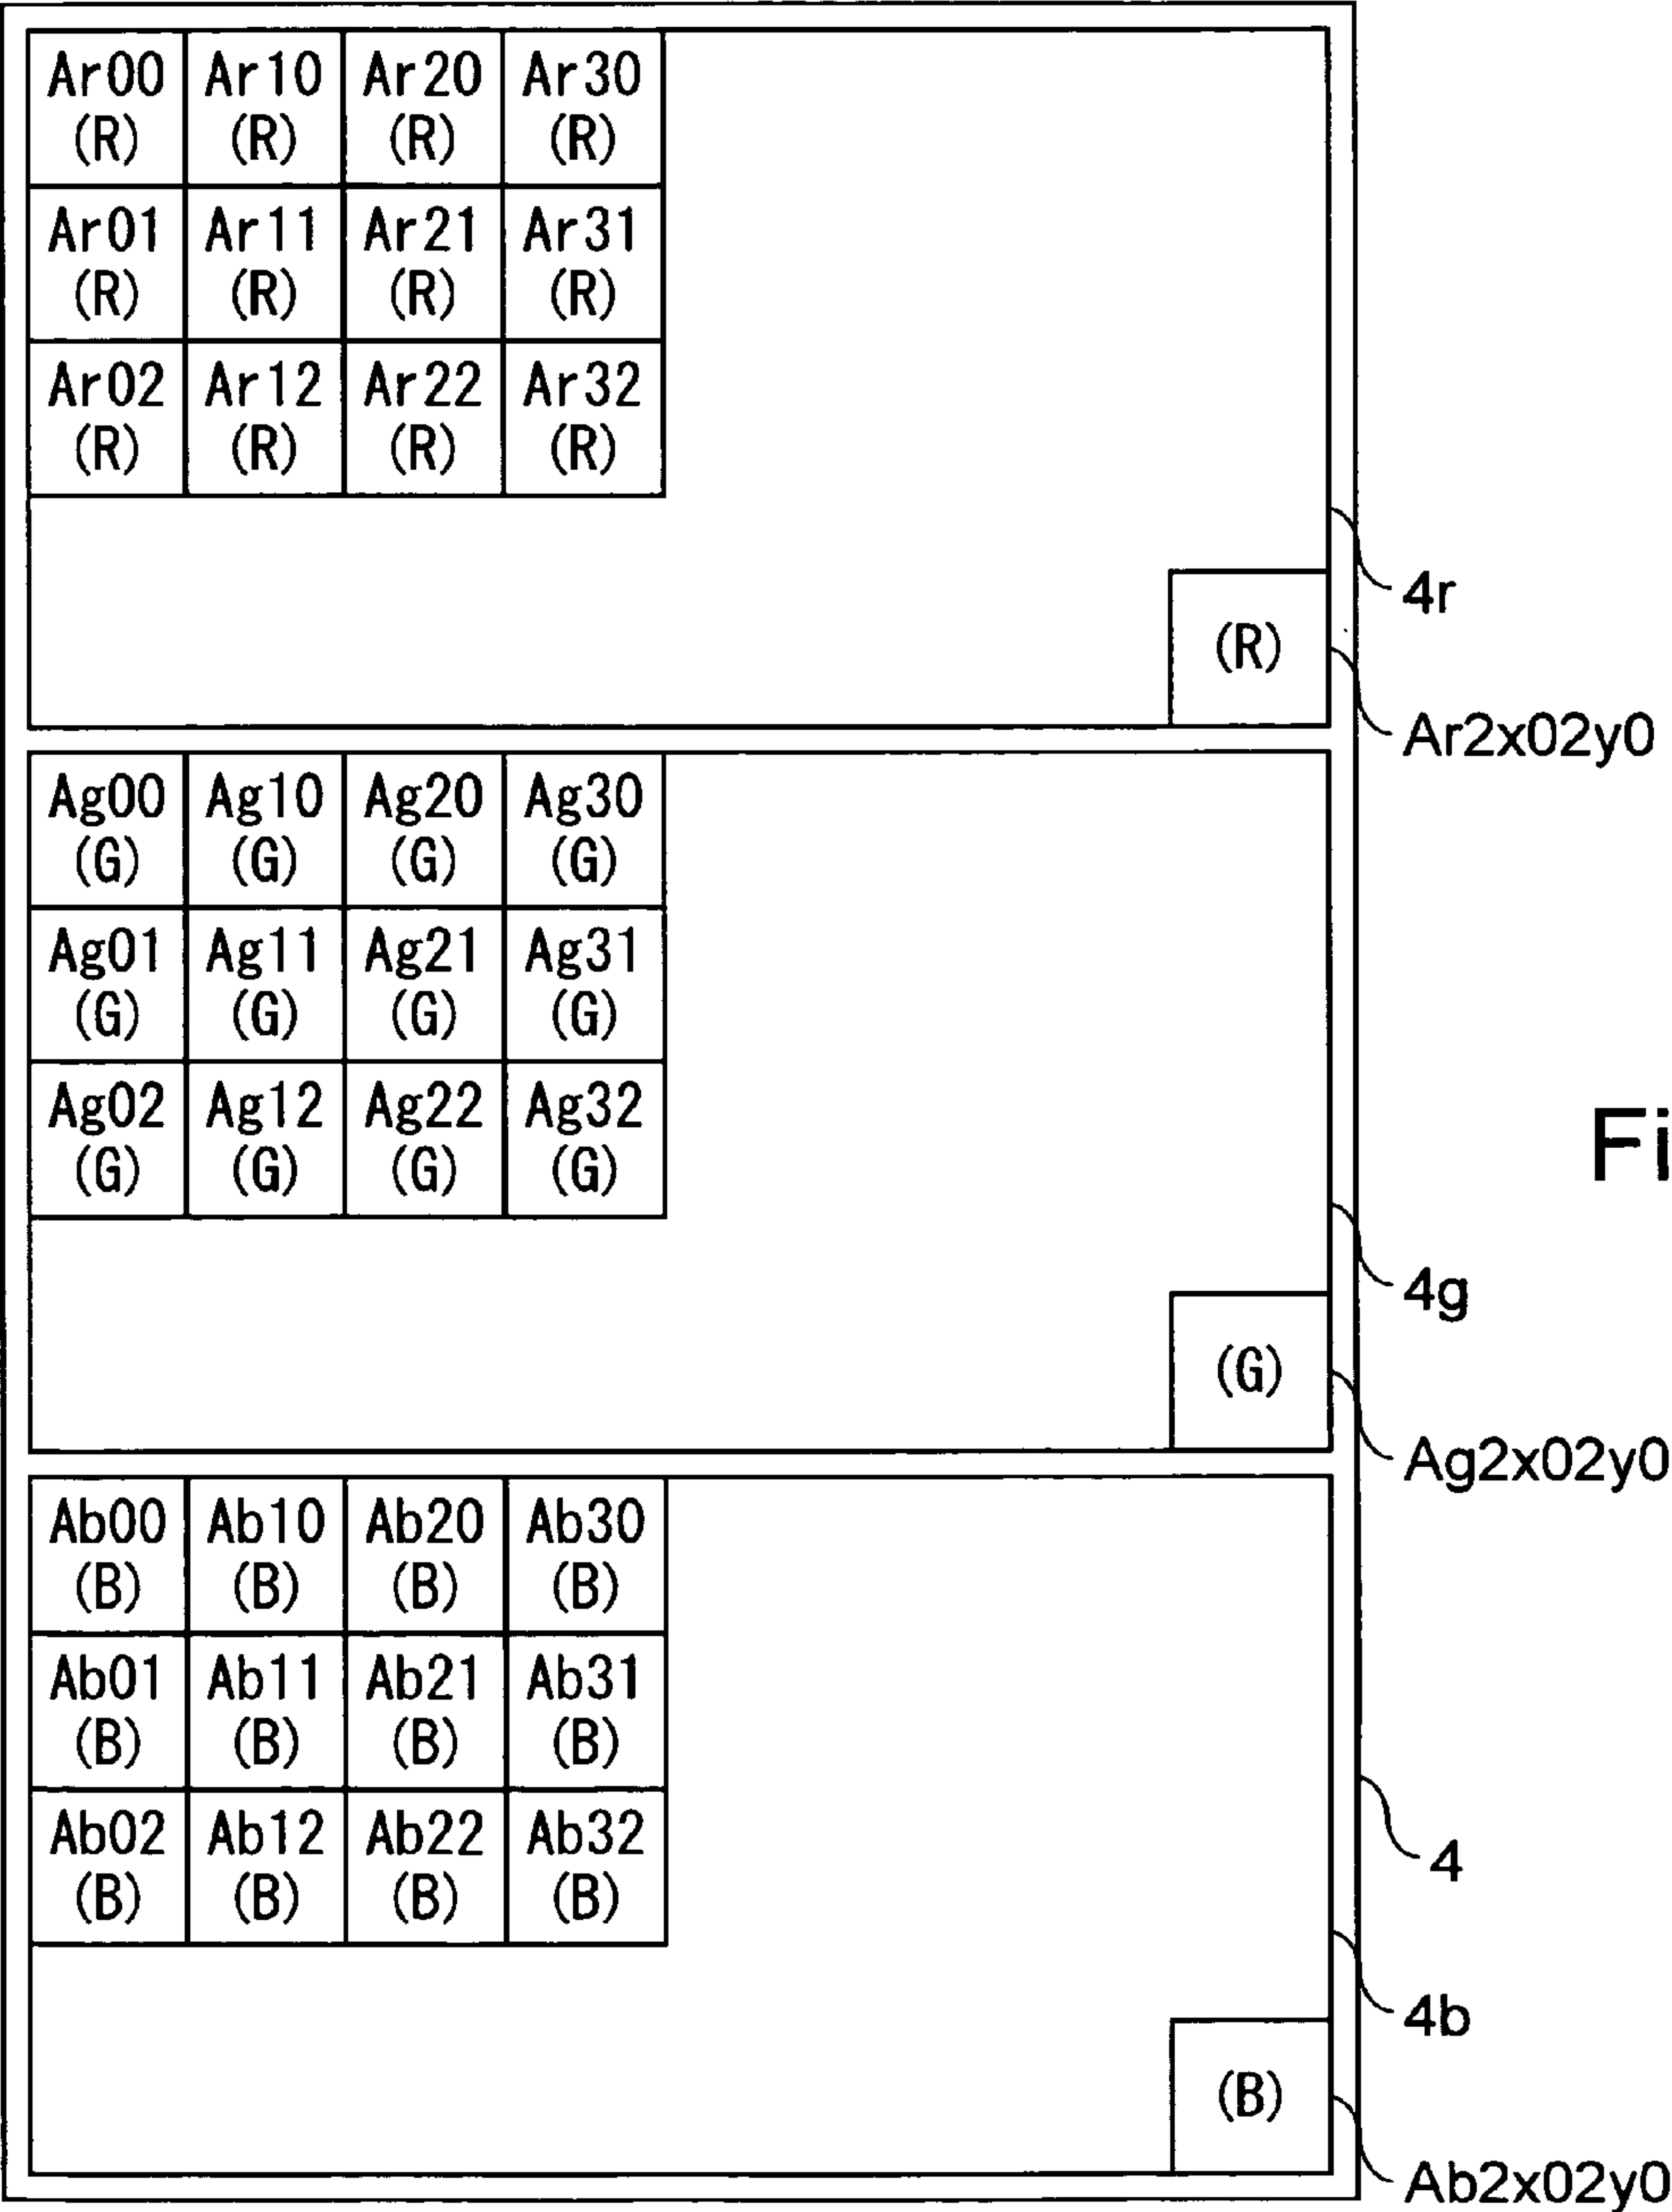 Ar00 Ar10 Ar20 Ar30
(R) (R) (R) (R)
Ar01 Ar11 Ar21 Ar31
(R) (R) (R) (R)
Ar02 Ar12 Ar22 Ar32
(R) (R) (R) (R)
4r
(R)
Ar2x02y0
Ag00 Ag10 Ag20 Ag30
(G) (G) (G) (G)
Ag01 Ag11 Ag21 Ag31
(G) (G) (G) (G)
Ag02 Ag12 Ag22 Ag32
(G) (G) (G) (G)
Fi
4g
(G)
Ag2x02y0
Ab00 Ab10 Ab20 Ab30
(B) (B) (B) (B)
Ab01 Ab11 Ab21 Ab31
(B) (B) (B) (B)
Ab02 Ab12 Ab22 Ab32
(B) (B) (B) (B)
4
4b
(B)
Ab2x02y0